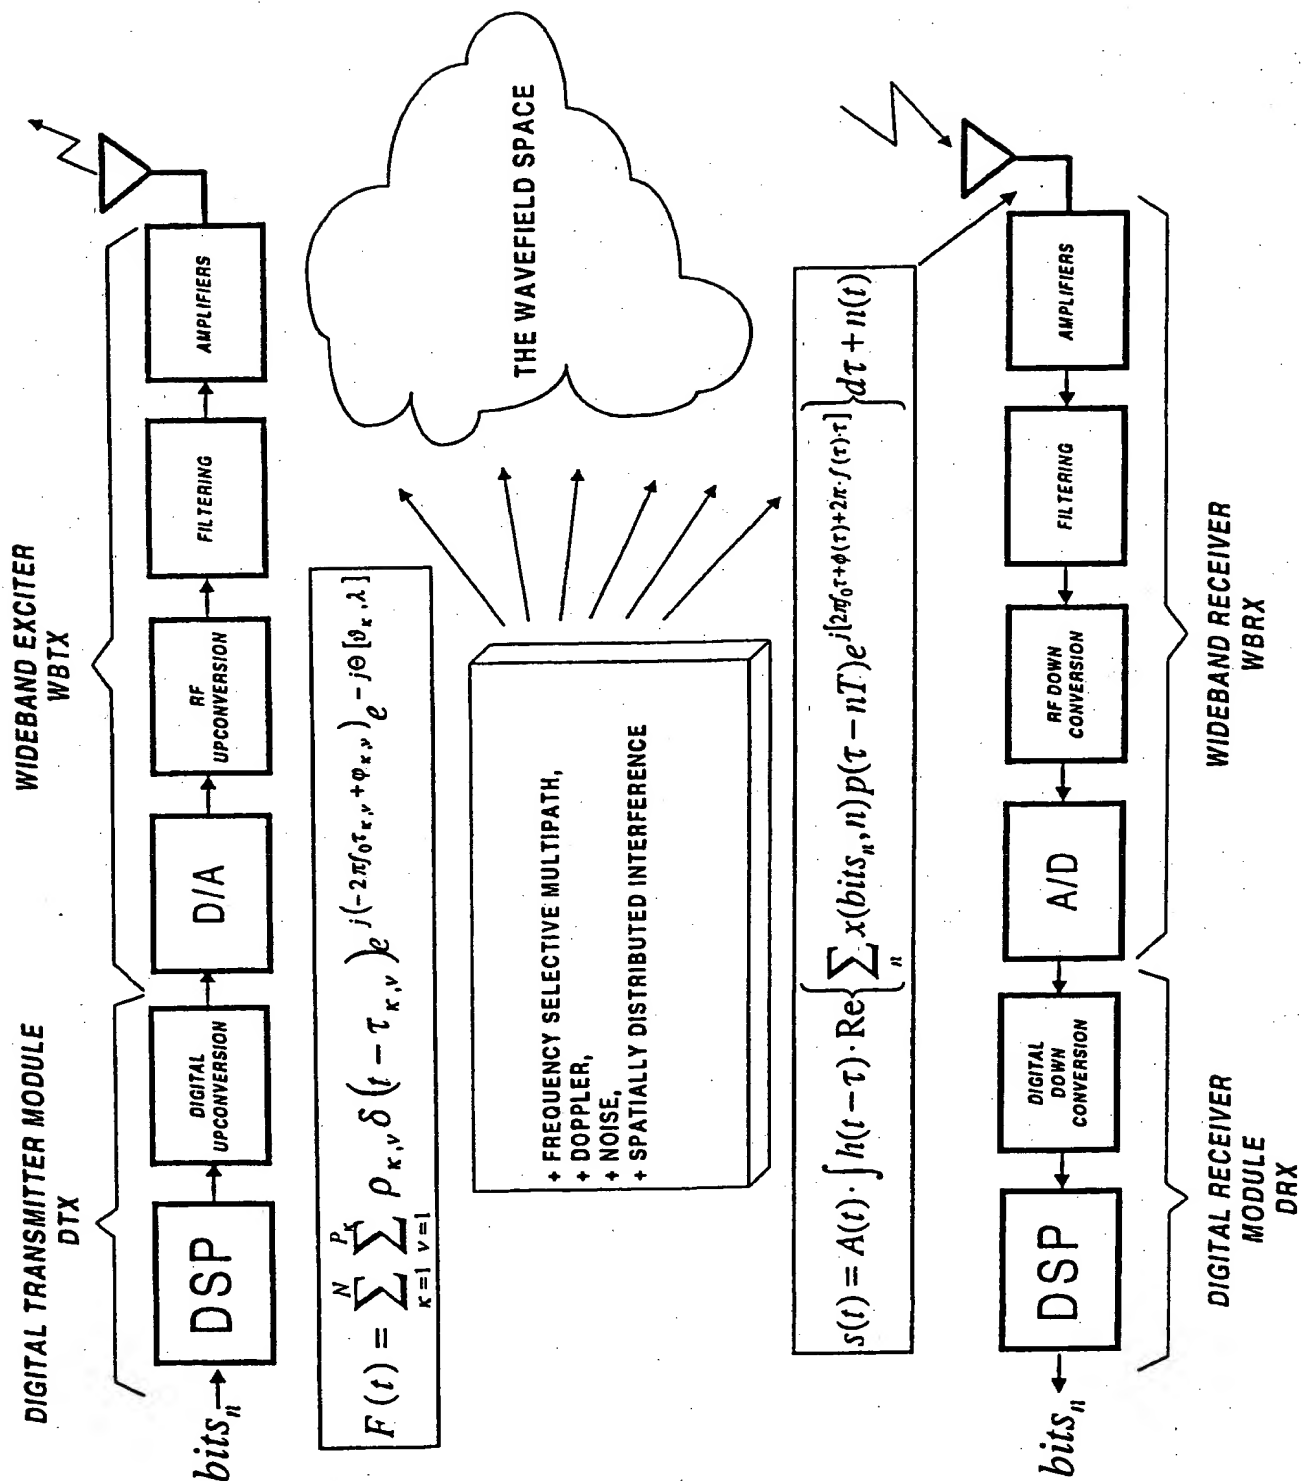 DIGITAL TRANSMITTER MODULE
DTX
WIDEBAND EXCITER
WBTX
bits_n
DSP
DIGITAL
UPCONVERSION
D/A
RF
UPCONVERSION
FILTERING
AMPLIFIERS
F(t) = \sum_{κ=1}^{N} \sum_{ν=1}^{P_κ} ρ_{κ,ν} δ(t − τ_{κ,ν}) e^{j(−2πf_0τ_{κ,ν} + φ_{κ,ν})} e^{−jΘ[ϑ_κ,λ]}
+ FREQUENCY SELECTIVE MULTIPATH,
+ DOPPLER,
+ NOISE,
+ SPATIALLY DISTRIBUTED INTERFERENCE
THE WAVEFIELD SPACE
s(t) = A(t) · ∫ h(t − τ) · Re{\sum_n x(bits_n, n) p(τ − nT) e^{j[2πf_0τ + φ(τ) + 2π·f(τ)·τ]}} dτ + n(t)
bits_n
DSP
DIGITAL
DOWN
CONVERSION
A/D
RF DOWN
CONVERSION
FILTERING
AMPLIFIERS
DIGITAL RECEIVER
MODULE
DRX
WIDEBAND RECEIVER
WBRX